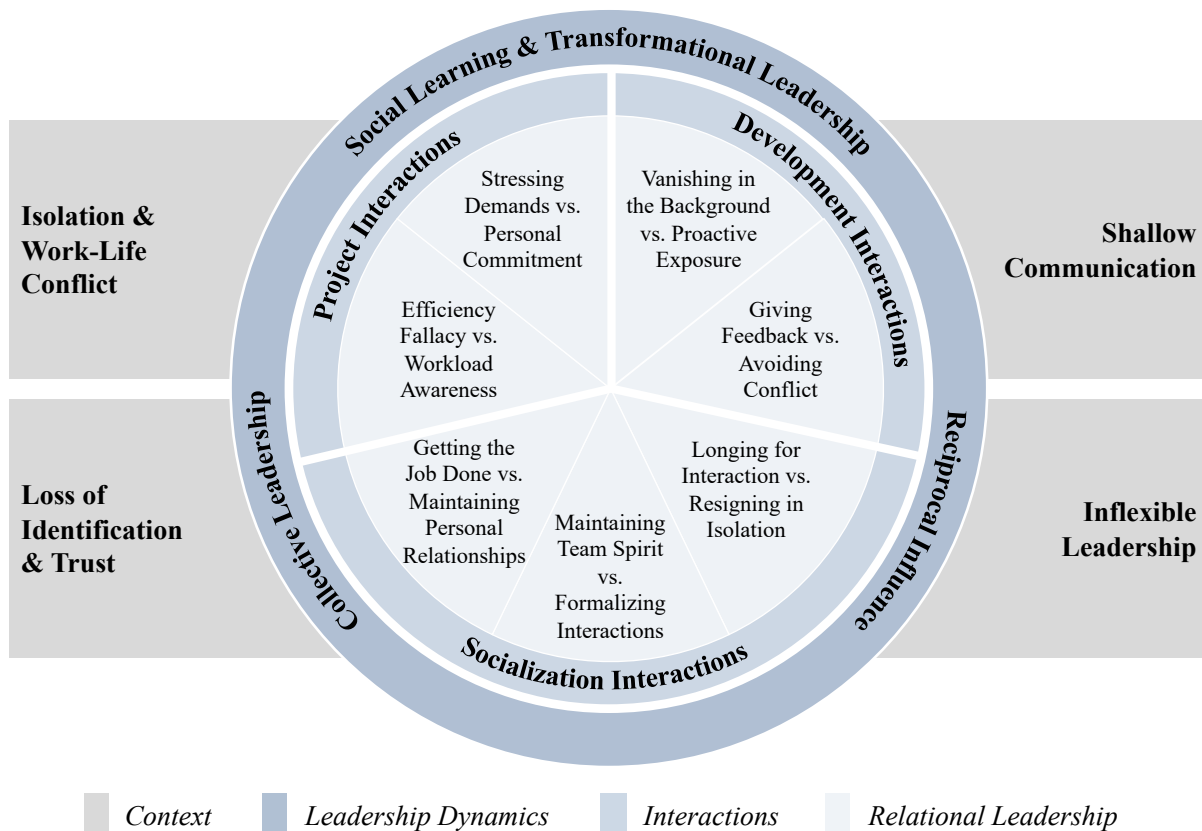 Social Learning & Transformational Leadership
Project Interactions
Development Interactions
Stressing
Demands vs.
Personal
Commitment
Vanishing in
the Background
vs. Proactive
Exposure
Isolation &
Work-Life
Conflict
Shallow
Communication
Efficiency
Fallacy vs.
Workload
Awareness
Giving
Feedback vs.
Avoiding
Conflict
Collective Leadership
Reciprocal Influence
Getting the
Job Done vs.
Maintaining
Personal
Relationships
Longing for
Interaction vs.
Resigning in
Isolation
Loss of
Identification
& Trust
Inflexible
Leadership
Maintaining
Team Spirit
vs.
Formalizing
Interactions
Socialization Interactions
Context
Leadership Dynamics
Interactions
Relational Leadership